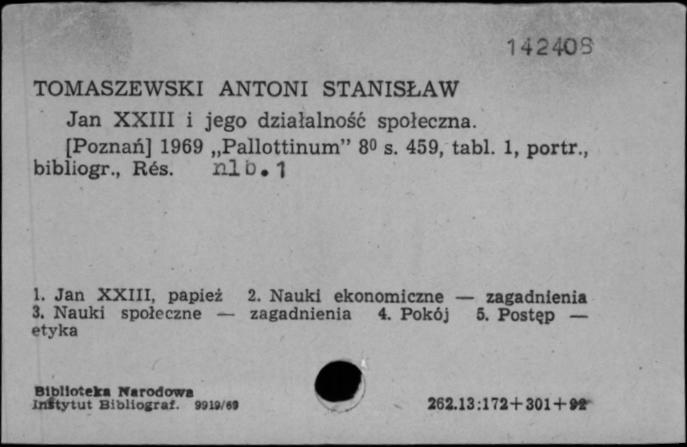 142408
TOMASZEWSKI ANTONI STANISŁAW
Jan XXIII i jego działalność społeczna.
[Poznań] 1969 „Pallottinum” 8⁰ s. 459, tabl. 1, portr.,
bibliogr., Rés. nlb. 1
1. Jan XXIII, papież 2. Nauki ekonomiczne — zagadnienia
3. Nauki społeczne — zagadnienia 4. Pokój 5. Postęp —
etyka
Biblioteka Narodowa
Instytut Bibliograf. 9919/69
262.13:172+301+92